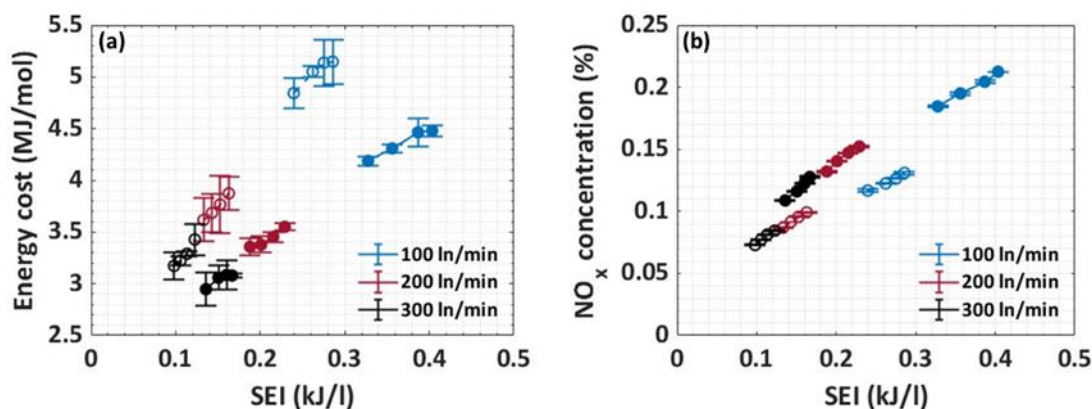 (a)
Energy cost (MJ/mol)
5.5
5
4.5
4
3.5
3
2.5
0
0.1
0.2
0.3
0.4
0.5
SEI (kJ/l)
100 ln/min
200 ln/min
300 ln/min
(b)
NOx concentration (%)
0.25
0.2
0.15
0.1
0.05
0
0
0.1
0.2
0.3
0.4
0.5
SEI (kJ/l)
100 ln/min
200 ln/min
300 ln/min